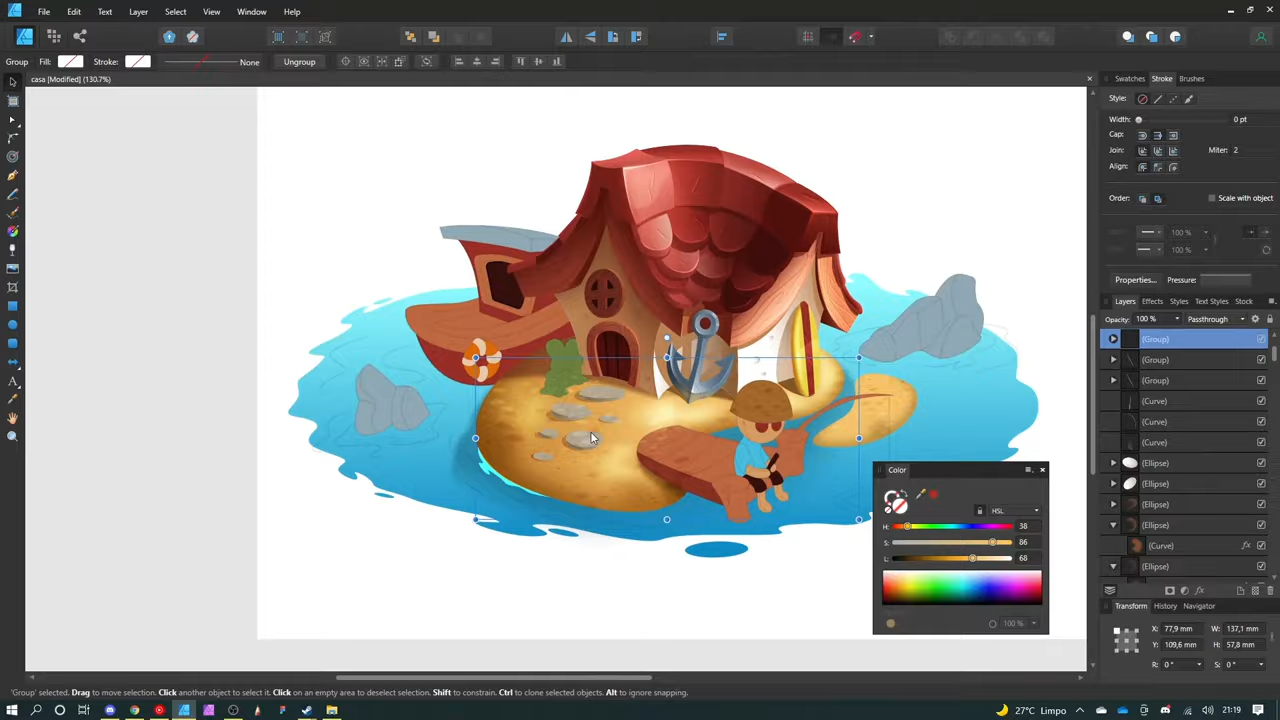 File Edit Text Layer Select View Window Help
Group Fill: Stroke: None Ungroup
casa [Modified] (130.7%)
Swatches Stroke Brushes
Style:
Width: 0 pt
Cap:
Join: Miter: 2
Align:
Order: Scale with object
100 %
100 %
Properties... Pressure:
Layers Effects Styles Text Styles Stock
Opacity: 100 % Passthrough
(Group)
(Group)
(Group)
(Curve)
(Curve)
(Curve)
(Ellipse)
(Ellipse)
(Ellipse)
(Ellipse)
(Curve) fx
(Ellipse)
fx
Color
HSL
H: 38
S: 86
L: 68
100 %
Transform History Navigator
X: 77,9 mm W: 137,1 mm
Y: 109,6 mm H: 57,8 mm
R: 0 ° S: 0 °
'Group' selected. Drag to move selection. Click another object to select it. Click on an empty area to deselect selection. Shift to constrain. Ctrl to clone selected objects. Alt to ignore snapping.
27°C Limpo 21:19